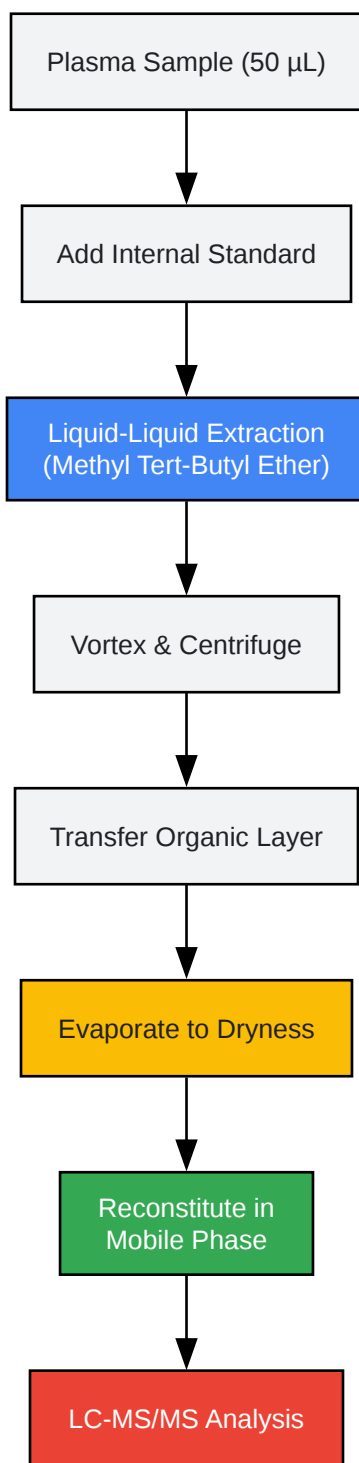 Plasma Sample (50 µL)
Add Internal Standard
Liquid-Liquid Extraction
(Methyl Tert-Butyl Ether)
Vortex & Centrifuge
Transfer Organic Layer
Evaporate to Dryness
Reconstitute in
Mobile Phase
LC-MS/MS Analysis